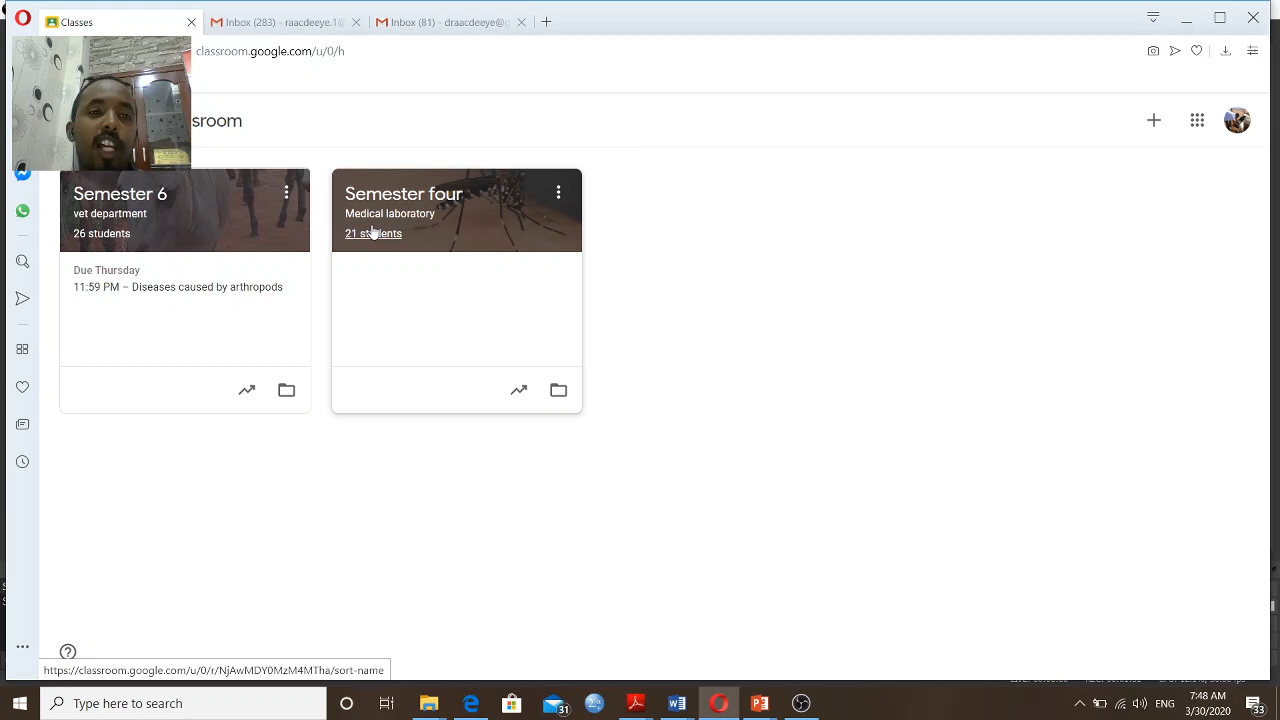 Classes
Inbox (283) - raacdeeye.1@
Inbox (81) - draacdeeye@g
classroom.google.com/u/0/h
sroom
Semester 6
vet department
26 students
Semester four
Medical laboratory
21 students
Due Thursday
11:59 PM – Diseases caused by arthropods
https://classroom.google.com/u/0/r/NjAwMDY0MzM4MTha/sort-name
Type here to search
31
ENG
7:48 AM
3/30/2020
33